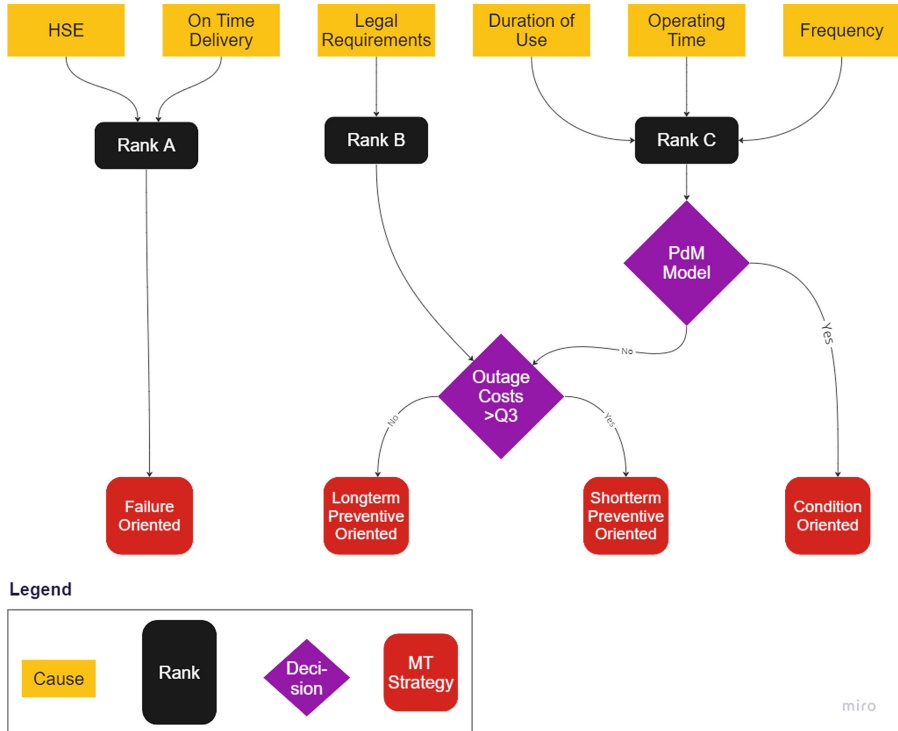 HSE
On Time
Delivery
Legal
Requirements
Duration of
Use
Operating
Time
Frequency
Rank A
Rank B
Rank C
PdM
Model
Yes
No
Outage
Costs
>Q3
No
Yes
Failure
Oriented
Longterm
Preventive
Oriented
Shortterm
Preventive
Oriented
Condition
Oriented
Legend
Cause
Rank
Deci-
sion
MT
Strategy
miro